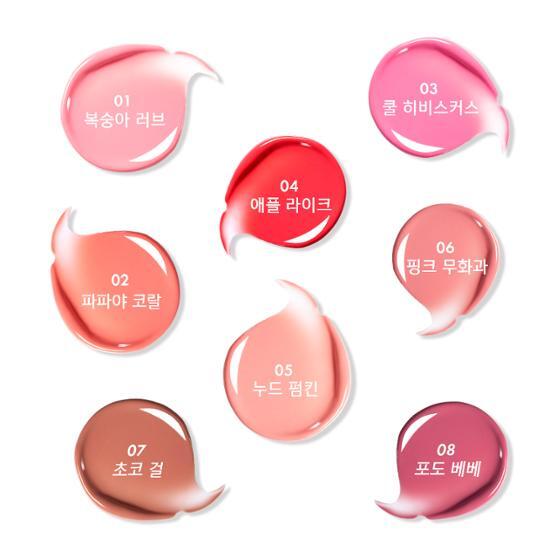 01
복숭아 러브
03
쿨 히비스커스
04
애플 라이크
02
파파야 코랄
06
핑크 무화과
05
누드 펌킨
07
초코 걸
08
포도 베베